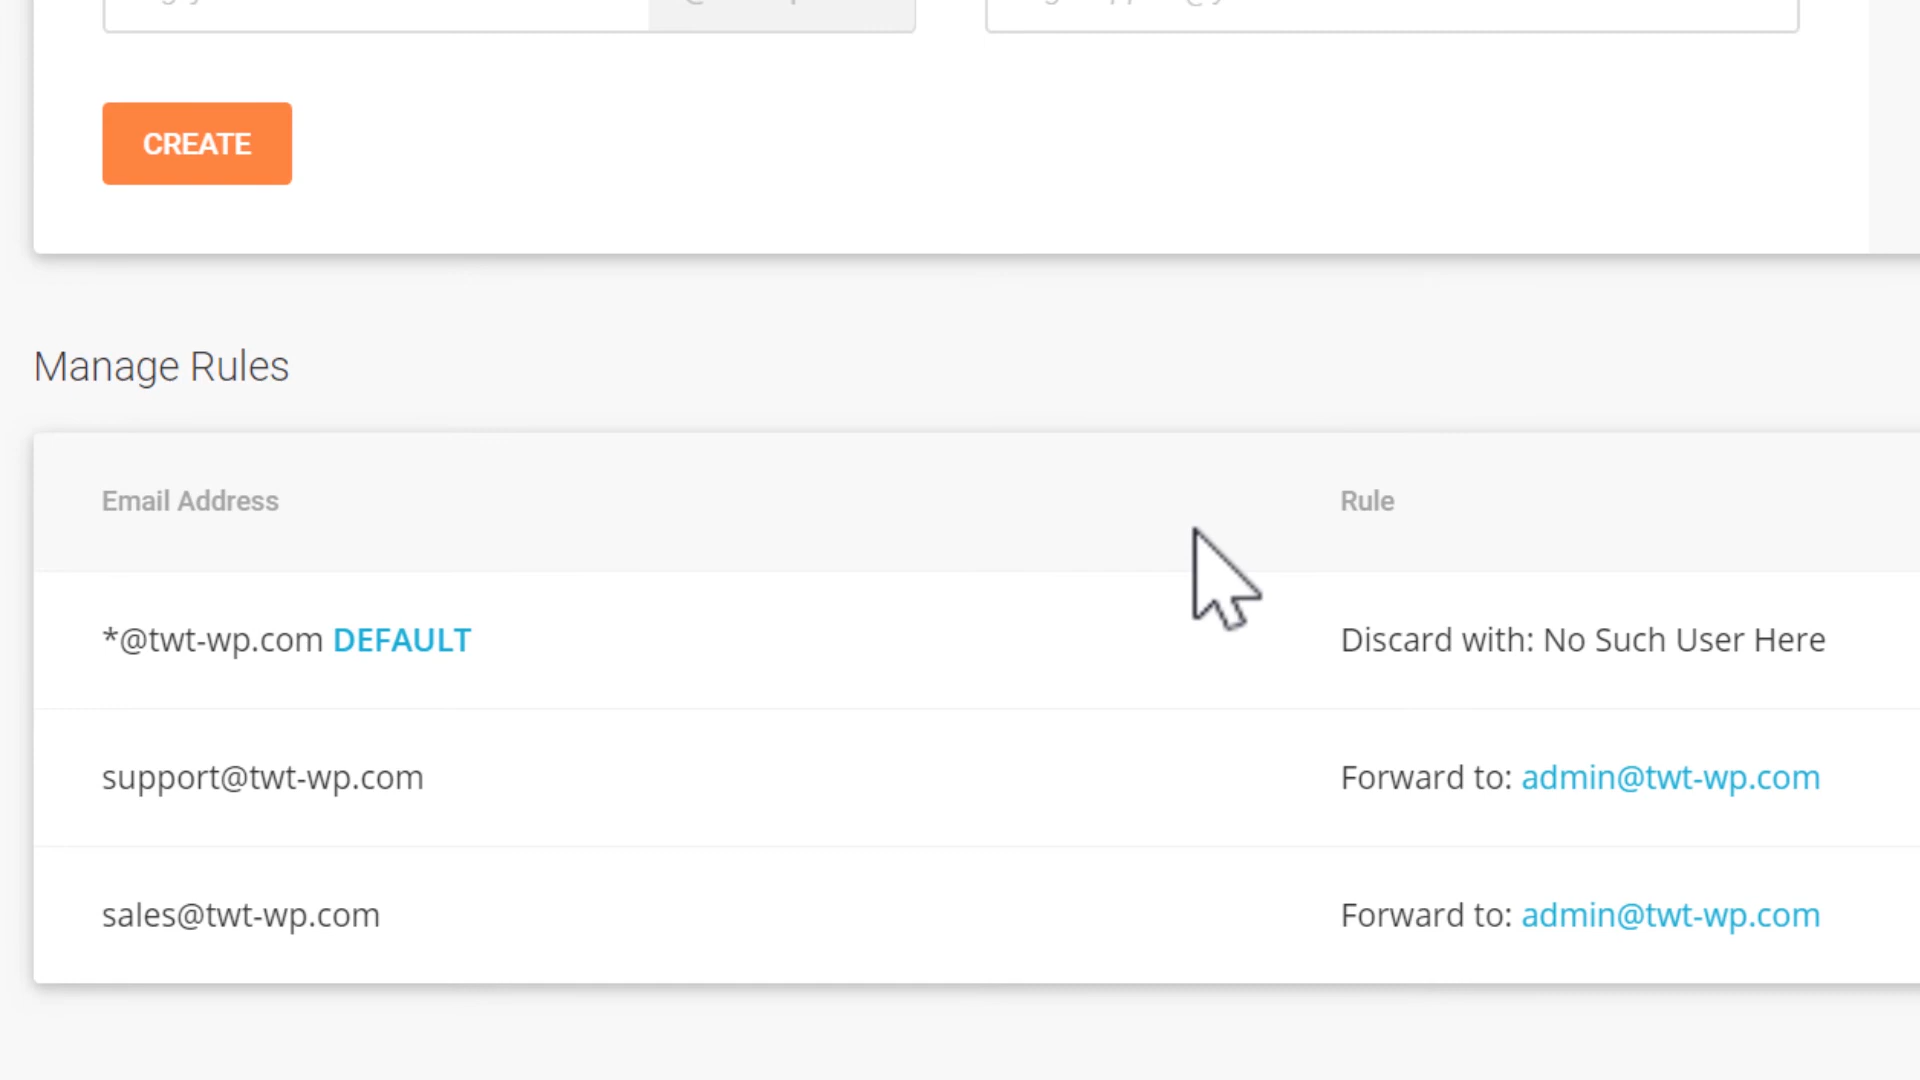 CREATE
Manage Rules
Email Address Rule
*@twt-wp.com DEFAULT Discard with: No Such User Here
support@twt-wp.com Forward to: admin@twt-wp.com
sales@twt-wp.com Forward to: admin@twt-wp.com